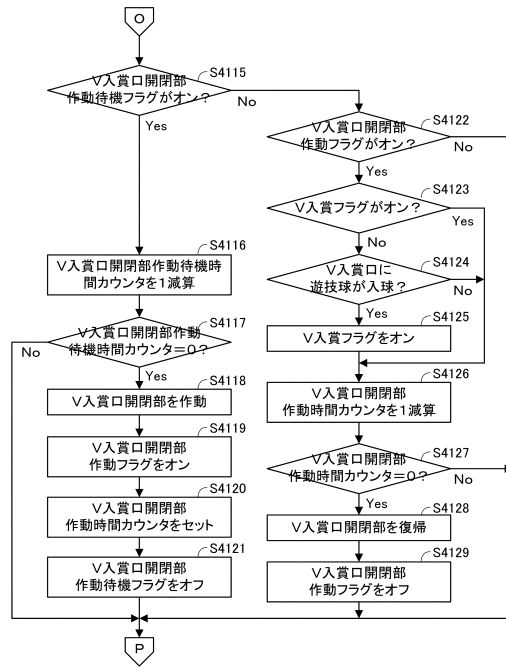 O
S4115
V入賞口開閉部
作動待機フラグがオン?
No
Yes
S4122
V入賞口開閉部
作動フラグがオン?
No
Yes
S4123
V入賞フラグがオン?
Yes
No
S4116
V入賞口開閉部作動待機時
間カウンタを1減算
S4124
V入賞口に
遊技球が入球?
No
Yes
S4117
V入賞口開閉部作動
待機時間カウンタ=0?
No
Yes
S4125
V入賞フラグをオン
S4118
V入賞口開閉部を作動
S4126
V入賞口開閉部
作動時間カウンタを1減算
S4119
V入賞口開閉部
作動フラグをオン
S4127
V入賞口開閉部
作動時間カウンタ=0?
No
Yes
S4120
V入賞口開閉部
作動時間カウンタをセット
S4128
V入賞口開閉部を復帰
S4121
V入賞口開閉部
作動待機フラグをオフ
S4129
V入賞口開閉部
作動フラグをオフ
P